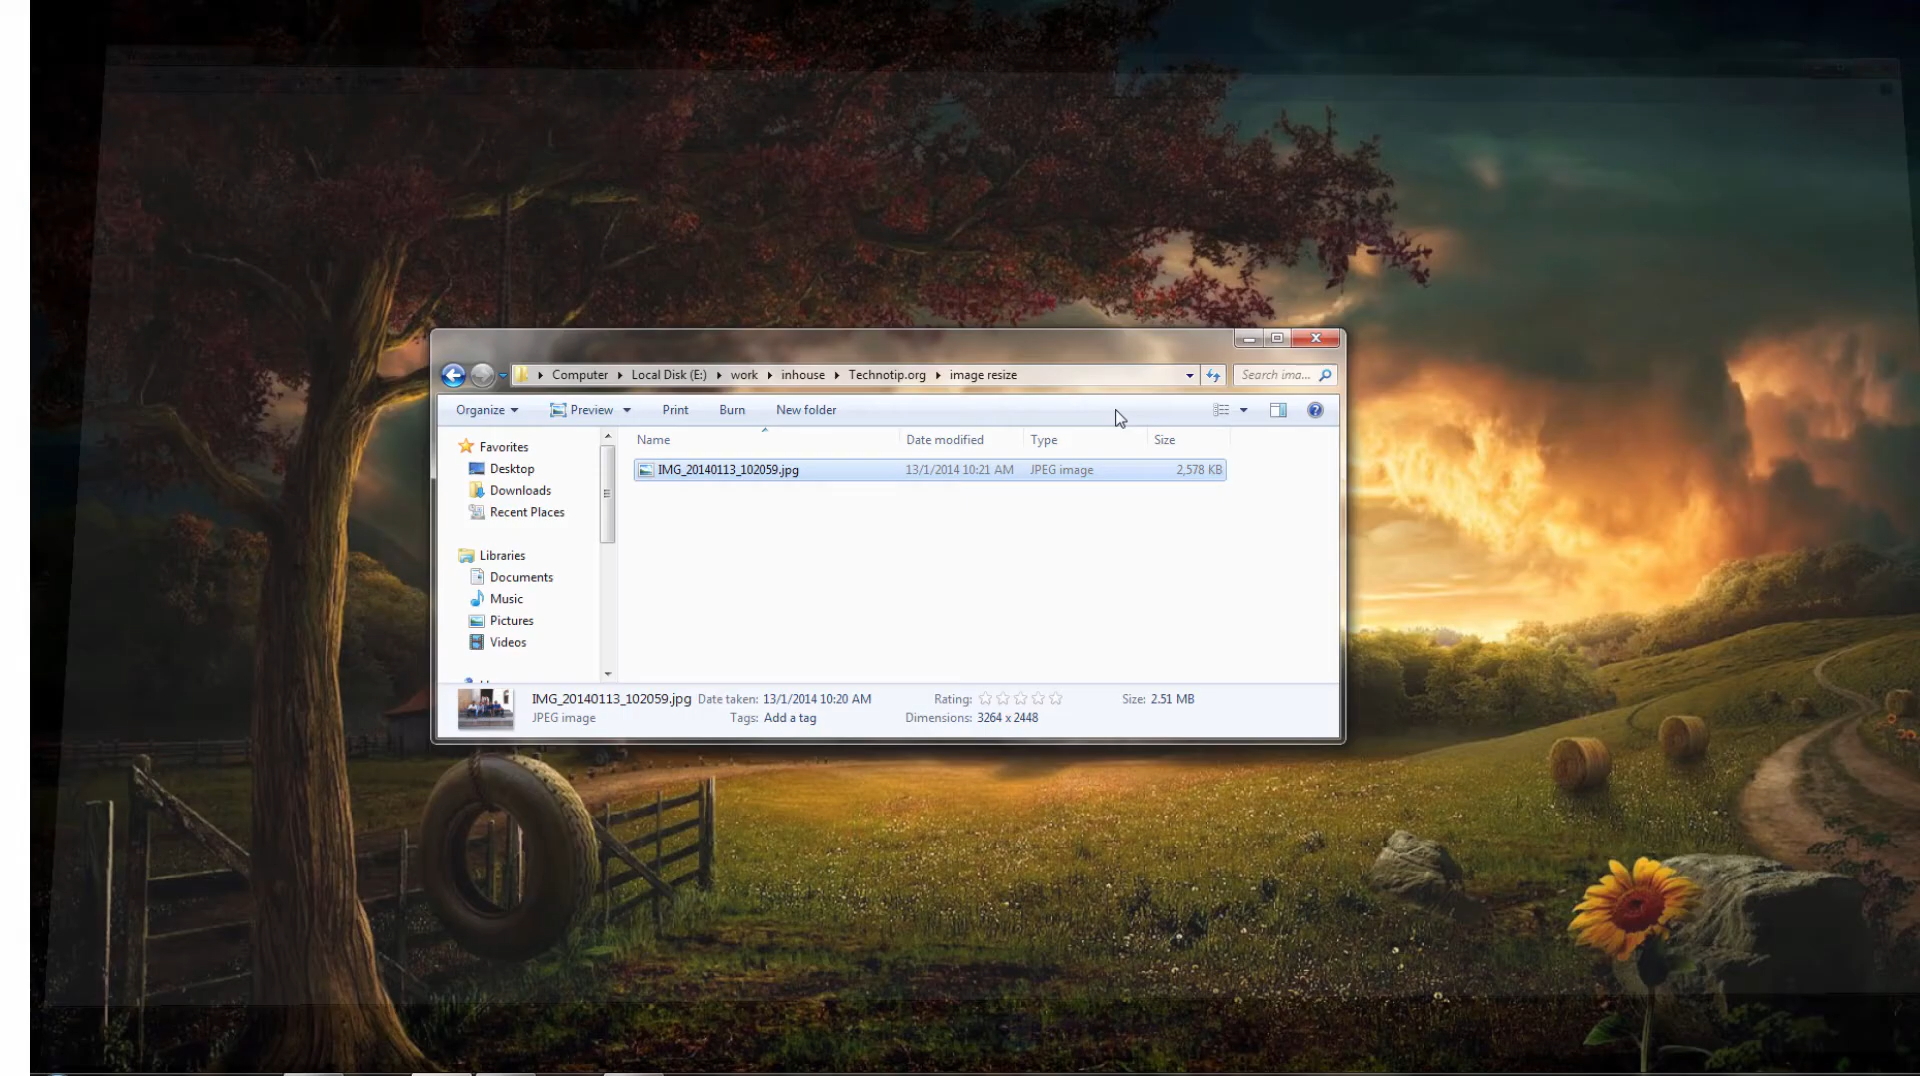 Computer Local Disk (E:) work inhouse Technotip.org image resize Search ima...
Organize Preview Print Burn New folder
Name Date modified Type Size
IMG_20140113_102059.jpg 13/1/2014 10:21 AM JPEG image 2,578 KB
Favorites
Desktop
Downloads
Recent Places
Libraries
Documents
Music
Pictures
Videos
IMG_20140113_102059.jpg Date taken: 13/1/2014 10:20 AM Rating: Size: 2.51 MB
JPEG image Tags: Add a tag Dimensions: 3264 x 2448